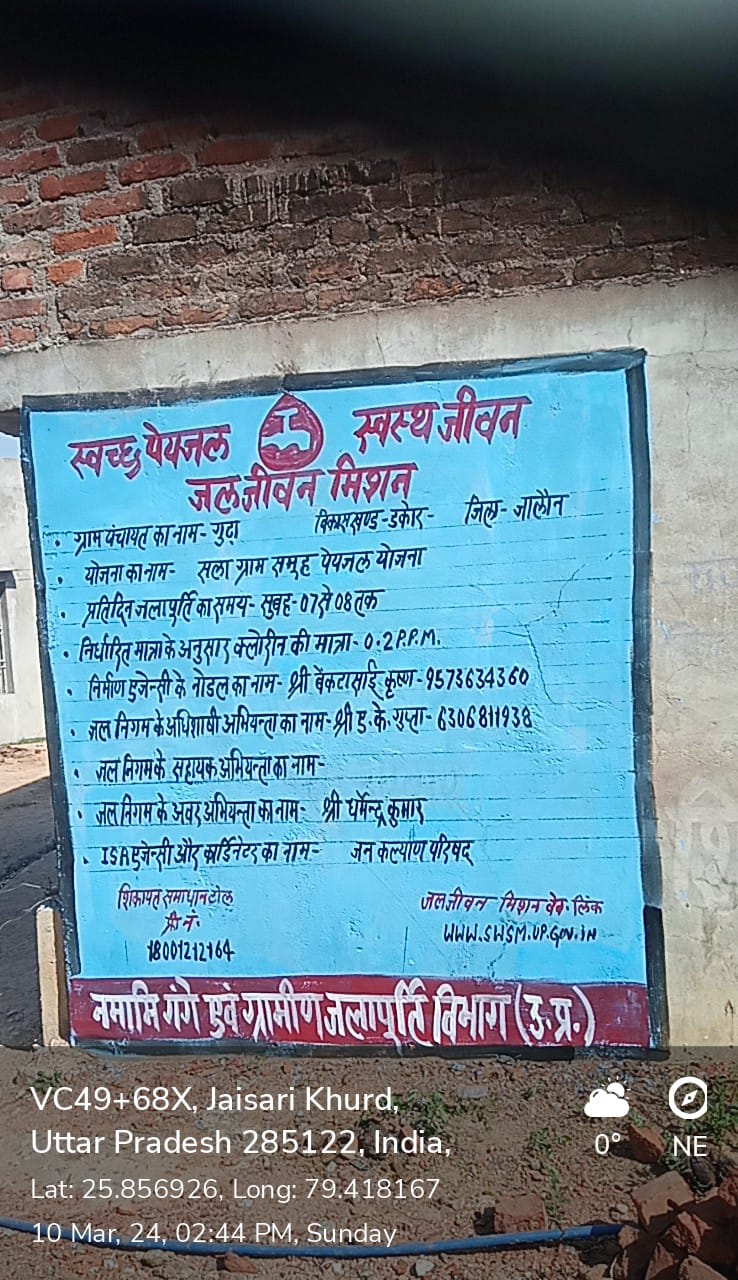 स्वच्छ पेयजल स्वस्थ जीवन
जल जीवन मिशन
• ग्राम पंचायत का नाम- गुढ़ा विकासखण्ड- डकोर- जिला- जालौन
• योजना का नाम- सला ग्राम समूह पेयजल योजना
• प्रतिदिन जलापूर्ति का समय- सुबह- 07 से 08 तक
• निर्धारित मात्रा के अनुसार क्लोरीन की मात्रा- 0.2 P.P.M.
• निर्माण एजेन्सी के नोडल का नाम- श्री बेंकटासाई कृष्ण- 9573634360
• जल निगम के अधिशाषी अभियन्ता का नाम- श्री ए.के. गुप्ता- 6306811938
• जल निगम के सहायक अभियन्ता का नाम-
• जल निगम के अवर अभियन्ता का नाम- श्री धर्मेन्द्र कुमार
• ISA एजेन्सी और कार्डिनेटर का नाम- जन कल्याण परिषद
शिकायत समाधान टोल
फ्री नं.
18001212164
जल जीवन मिशन वेब. लिंक
WWW.SWSM.UP.GOV.IN
नमामि गंगे एवं ग्रामीण जलापूर्ति विभाग (उ.प्र.)
VC49+68X, Jaisari Khurd,
Uttar Pradesh 285122, India,
Lat: 25.856926, Long: 79.418167
10 Mar, 24, 02:44 PM, Sunday
0°
NE